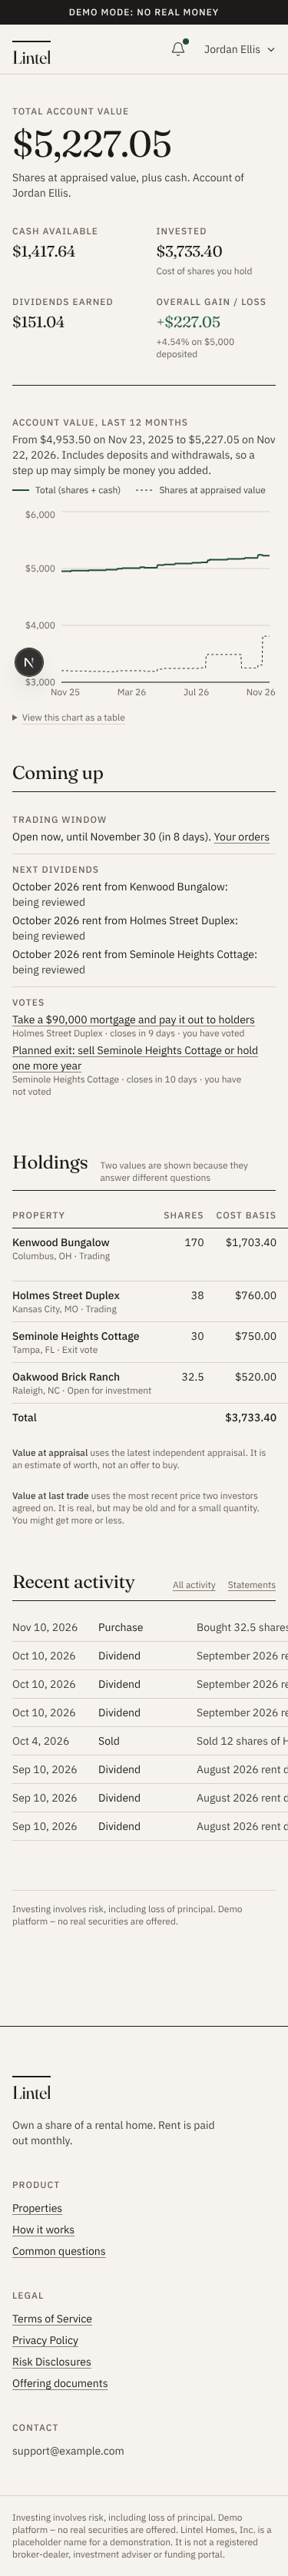 DEMO MODE: NO REAL MONEY
Lintel
Jordan Ellis
TOTAL ACCOUNT VALUE
$5,227.05
Shares at appraised value, plus cash. Account of
Jordan Ellis.
CASH AVAILABLE
$1,417.64
INVESTED
$3,733.40
Cost of shares you hold
DIVIDENDS EARNED
$151.04
OVERALL GAIN / LOSS
+$227.05
+4.54% on $5,000
deposited
ACCOUNT VALUE, LAST 12 MONTHS
From $4,953.50 on Nov 23, 2025 to $5,227.05 on Nov
22, 2026. Includes deposits and withdrawals, so a
step up may simply be money you added.
Total (shares + cash) Shares at appraised value
$6,000
$5,000
$4,000
$3,000
N
Nov 25 Mar 26 Jul 26 Nov 26
View this chart as a table
Coming up
TRADING WINDOW
Open now, until November 30 (in 8 days). Your orders
NEXT DIVIDENDS
October 2026 rent from Kenwood Bungalow:
being reviewed
October 2026 rent from Holmes Street Duplex:
being reviewed
October 2026 rent from Seminole Heights Cottage:
being reviewed
VOTES
Take a $90,000 mortgage and pay it out to holders
Holmes Street Duplex · closes in 9 days · you have voted
Planned exit: sell Seminole Heights Cottage or hold
one more year
Seminole Heights Cottage · closes in 10 days · you have
not voted
Holdings
Two values are shown because they
answer different questions
PROPERTY SHARES COST BASIS
Kenwood Bungalow 170 $1,703.40
Columbus, OH · Trading
Holmes Street Duplex 38 $760.00
Kansas City, MO · Trading
Seminole Heights Cottage 30 $750.00
Tampa, FL · Exit vote
Oakwood Brick Ranch 32.5 $520.00
Raleigh, NC · Open for investment
Total $3,733.40
Value at appraisal uses the latest independent appraisal. It is
an estimate of worth, not an offer to buy.
Value at last trade uses the most recent price two investors
agreed on. It is real, but may be old and for a small quantity.
You might get more or less.
Recent activity All activity Statements
Nov 10, 2026 Purchase Bought 32.5 shares
Oct 10, 2026 Dividend September 2026 re
Oct 10, 2026 Dividend September 2026 re
Oct 10, 2026 Dividend September 2026 re
Oct 4, 2026 Sold Sold 12 shares of H
Sep 10, 2026 Dividend August 2026 rent d
Sep 10, 2026 Dividend August 2026 rent d
Sep 10, 2026 Dividend August 2026 rent d
Investing involves risk, including loss of principal. Demo
platform – no real securities are offered.
Lintel
Own a share of a rental home. Rent is paid
out monthly.
PRODUCT
Properties
How it works
Common questions
LEGAL
Terms of Service
Privacy Policy
Risk Disclosures
Offering documents
CONTACT
support@example.com
Investing involves risk, including loss of principal. Demo
platform – no real securities are offered. Lintel Homes, Inc. is a
placeholder name for a demonstration. It is not a registered
broker-dealer, investment adviser or funding portal.